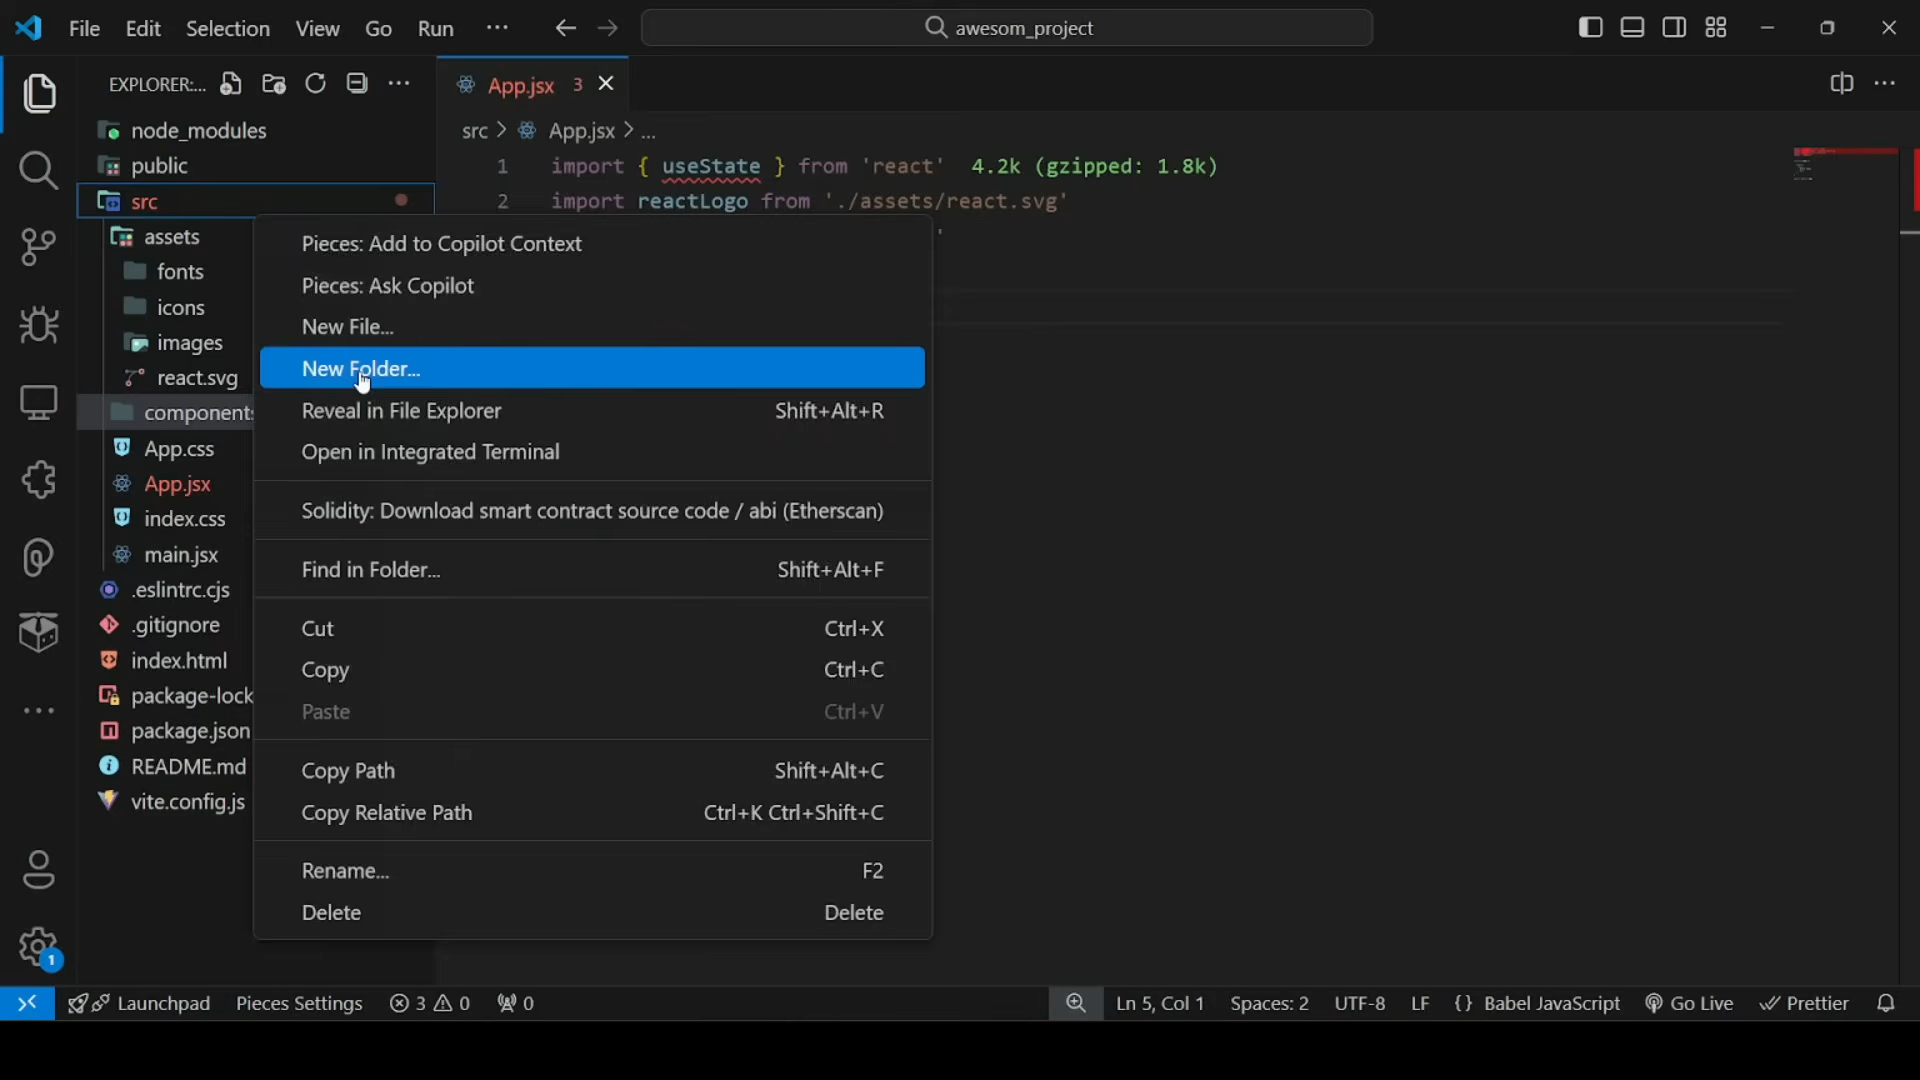 File Edit Selection View Go Run ··· awesom_project
EXPLORER:... App.jsx 3
node_modules
src > App.jsx > ...
public
1 import { useState } from 'react' 4.2k (gzipped: 1.8k)
src
2 import reactLogo from './assets/react.svg'
assets
fonts
icons
images
react.svg
component
App.css
App.jsx
index.css
main.jsx
.eslintrc.cjs
.gitignore
index.html
package-lock
package.json
README.md
vite.config.js
Pieces: Add to Copilot Context
Pieces: Ask Copilot
New File...
New Folder...
Reveal in File Explorer Shift+Alt+R
Open in Integrated Terminal
Solidity: Download smart contract source code / abi (Etherscan)
Find in Folder... Shift+Alt+F
Cut Ctrl+X
Copy Ctrl+C
Paste Ctrl+V
Copy Path Shift+Alt+C
Copy Relative Path Ctrl+K Ctrl+Shift+C
Rename... F2
Delete Delete
1
Launchpad Pieces Settings 3 0 0 Ln 5, Col 1 Spaces: 2 UTF-8 LF {} Babel JavaScript Go Live Prettier